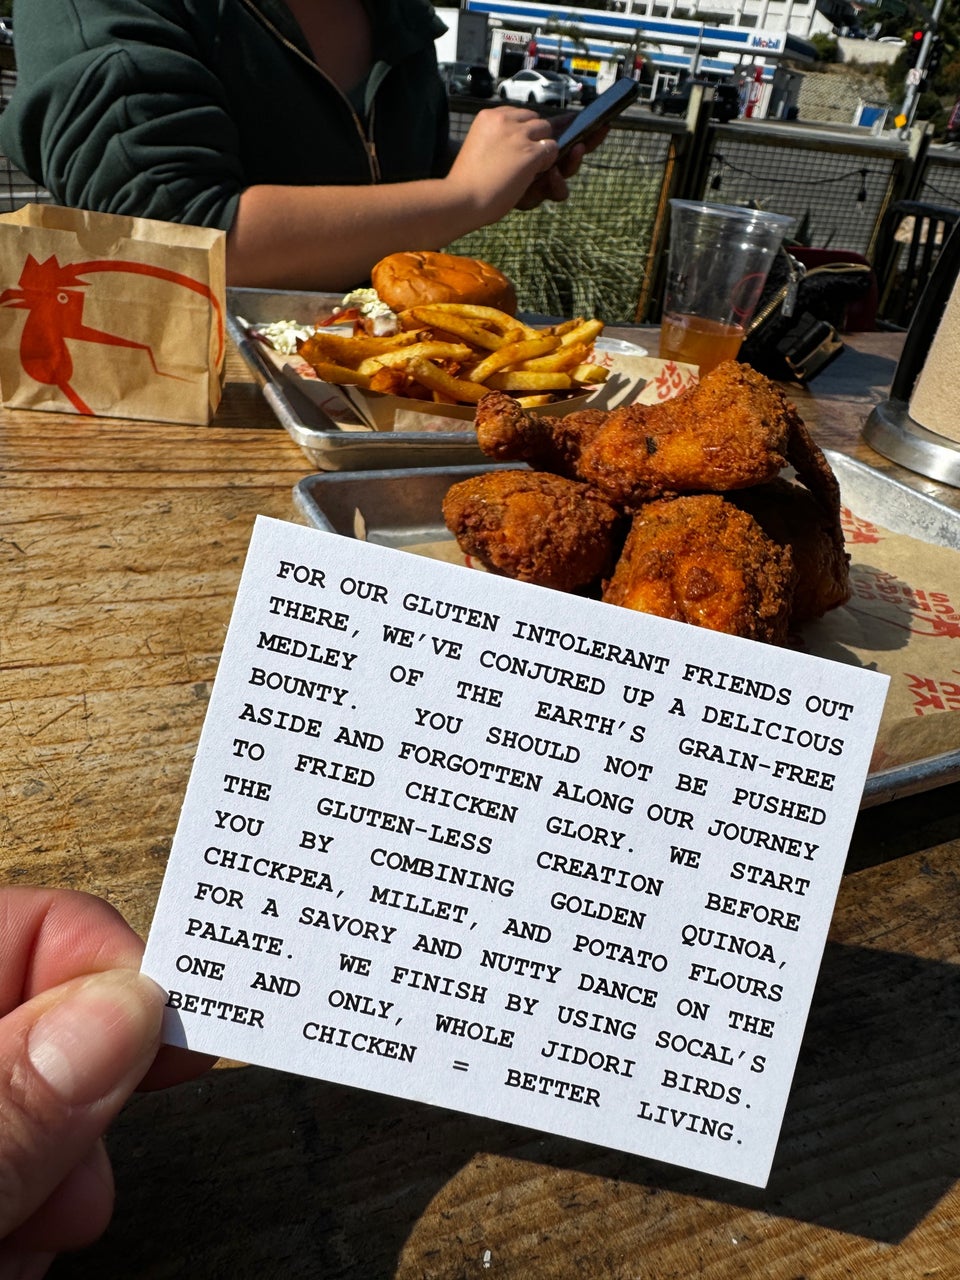 Mobil
FOR OUR GLUTEN INTOLERANT FRIENDS OUT
THERE, WE'VE CONJURED UP A DELICIOUS
MEDLEY OF THE EARTH'S GRAIN-FREE
BOUNTY. YOU SHOULD NOT BE PUSHED
ASIDE AND FORGOTTEN ALONG OUR JOURNEY
TO FRIED CHICKEN GLORY. WE START
THE GLUTEN-LESS CREATION BEFORE
YOU BY COMBINING GOLDEN QUINOA,
CHICKPEA, MILLET, AND POTATO FLOURS
FOR A SAVORY AND NUTTY DANCE ON THE
PALATE. WE FINISH BY USING SOCAL'S
ONE AND ONLY, WHOLE JIDORI BIRDS.
BETTER CHICKEN = BETTER LIVING.